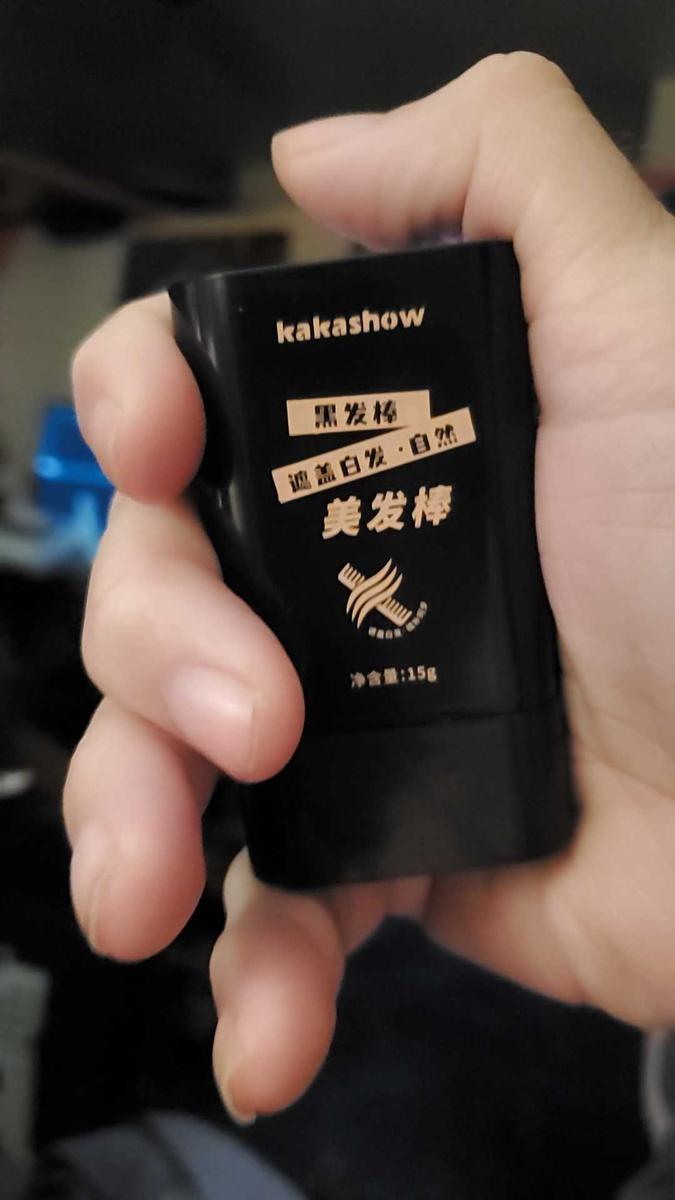 kakashow
黑发棒
遮盖白发·自然
美发棒
净含量:15g